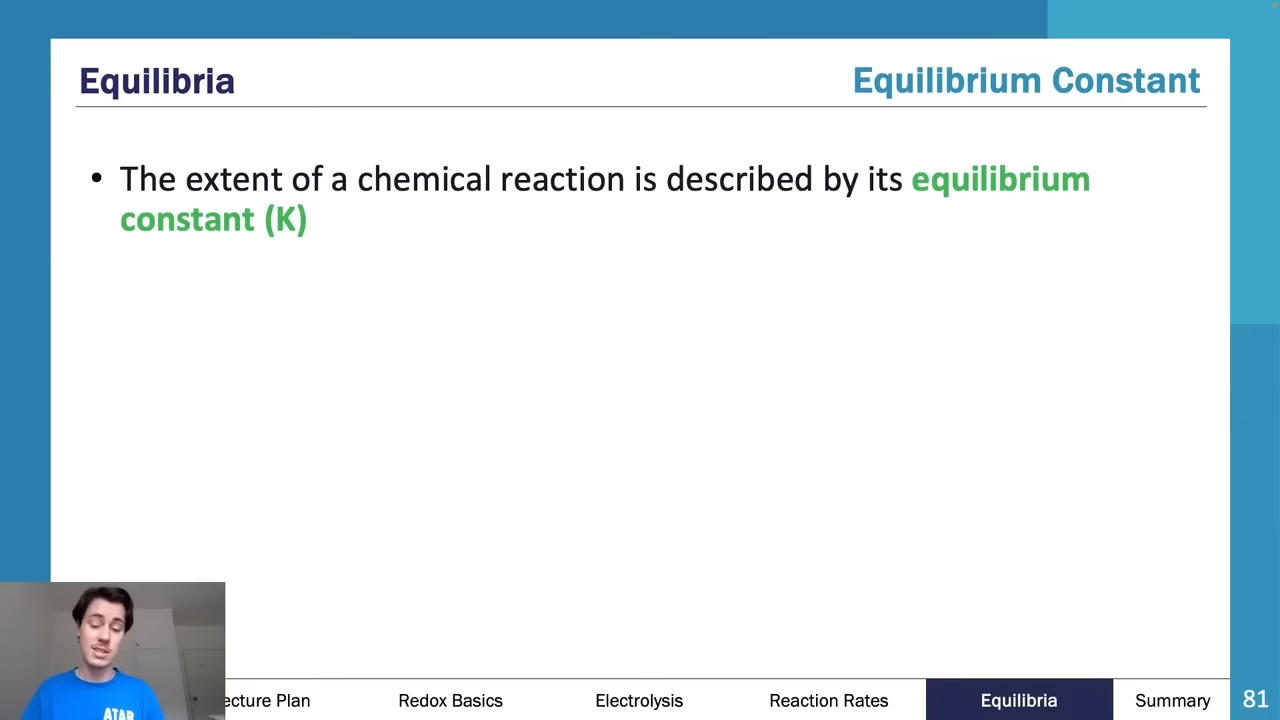 Equilibria
Equilibrium Constant
• The extent of a chemical reaction is described by its equilibrium
constant (K)
ATAR
ecture Plan
Redox Basics
Electrolysis
Reaction Rates
Equilibria
Summary
81